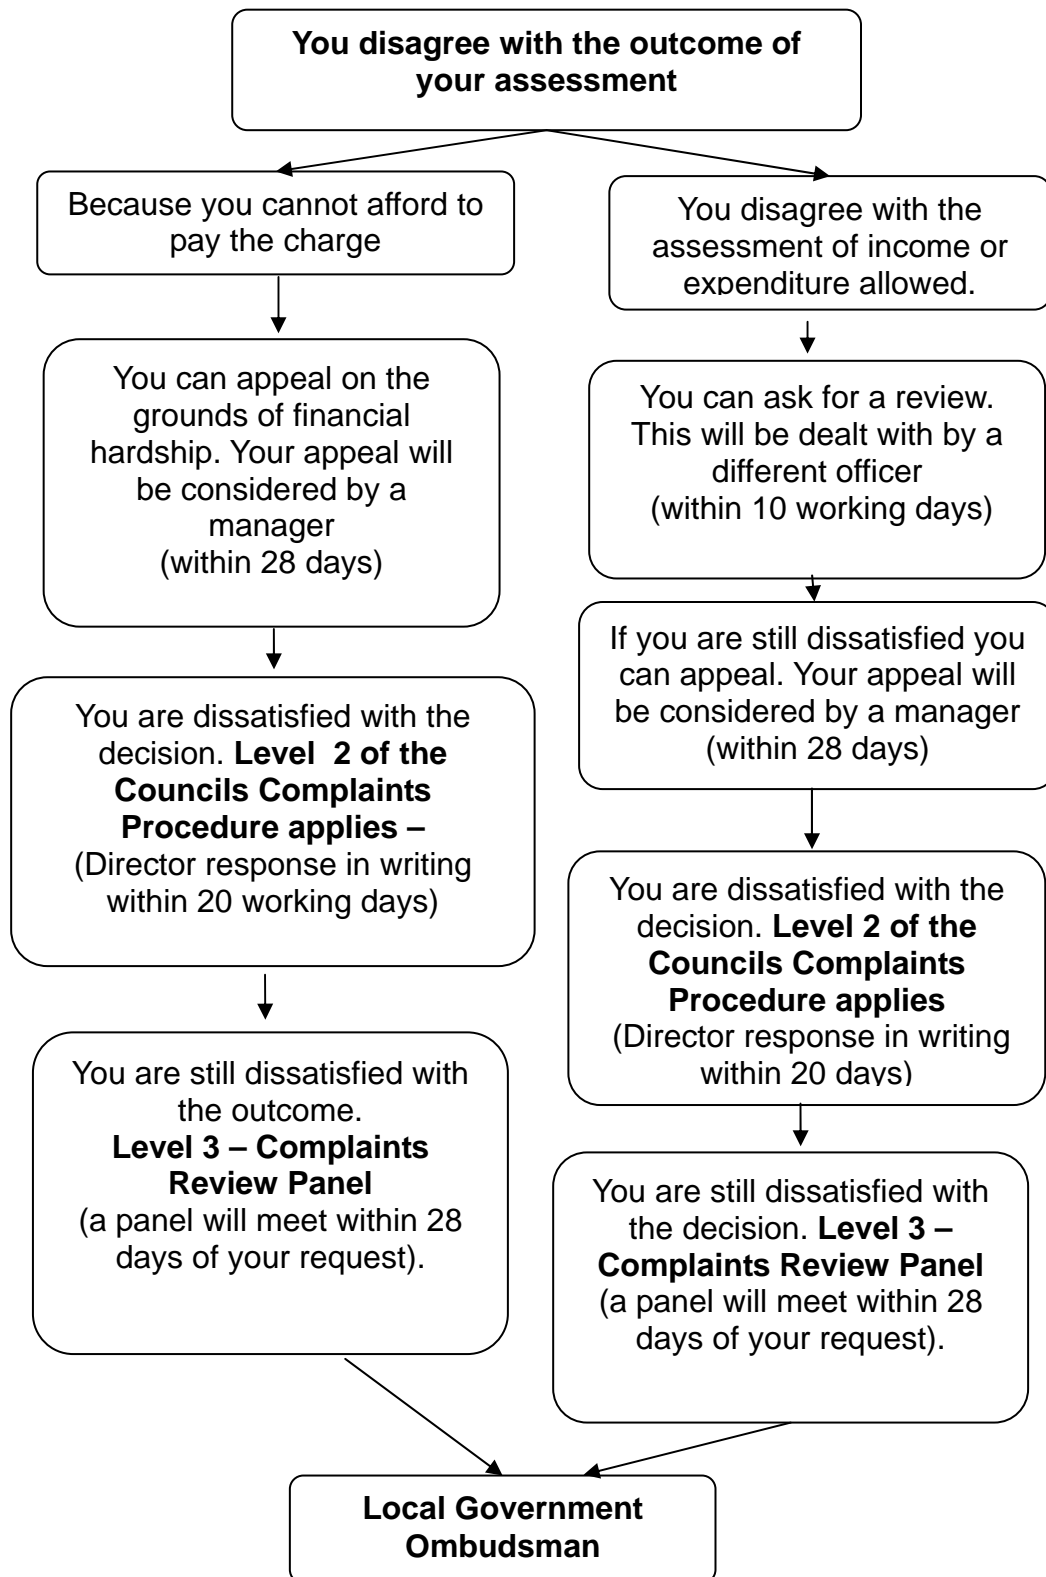 You disagree with the outcome of
your assessment
Because you cannot afford to
pay the charge
You can appeal on the
grounds of financial
hardship. Your appeal will
be considered by a
manager
(within 28 days)
You are dissatisfied with the
decision. Level  2 of the
Councils Complaints
Procedure applies –
(Director response in writing
within 20 working days)
You are still dissatisfied with
the outcome.
Level 3 – Complaints
Review Panel
(a panel will meet within 28
days of your request).
You disagree with the
assessment of income or
expenditure allowed.
You can ask for a review.
This will be dealt with by a
different officer
(within 10 working days)
If you are still dissatisfied you
can appeal. Your appeal will
be considered by a manager
(within 28 days)
You are dissatisfied with the
decision. Level 2 of the
Councils Complaints
Procedure applies
(Director response in writing
within 20 days)
You are still dissatisfied with
the decision. Level 3 –
Complaints Review Panel
(a panel will meet within 28
days of your request).
Local Government
Ombudsman